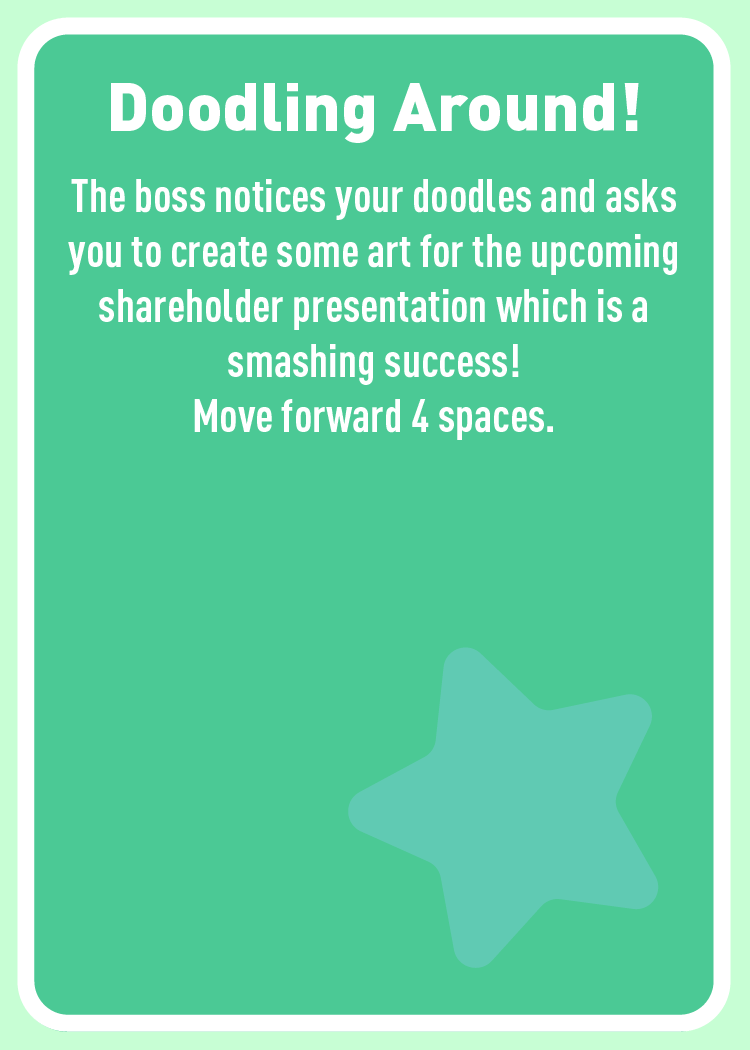 Doodling Around!
The boss notices your doodles and asks
you to create some art for the upcoming
shareholder presentation which is a
smashing success!
Move forward 4 spaces.